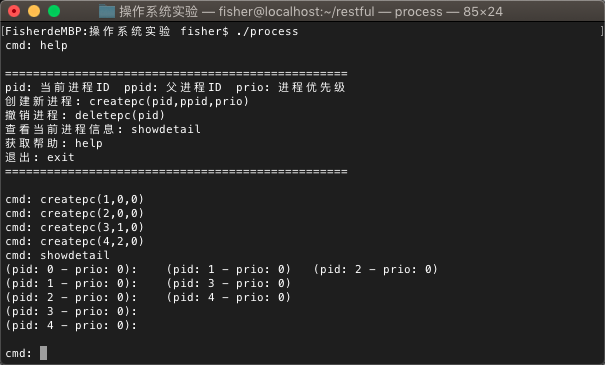 操作系统实验 — fisher@localhost:~/restful — process — 85×24
[FisherdeMBP:操作系统实验 fisher$ ./process ]
cmd: help
=================================================
pid: 当前进程ID  ppid: 父进程ID  prio: 进程优先级
创建新进程: createpc(pid,ppid,prio)
撤销进程: deletepc(pid)
查看当前进程信息: showdetail
获取帮助: help
退出: exit
=================================================
cmd: createpc(1,0,0)
cmd: createpc(2,0,0)
cmd: createpc(3,1,0)
cmd: createpc(4,2,0)
cmd: showdetail
(pid: 0 - prio: 0):    (pid: 1 - prio: 0)   (pid: 2 - prio: 0)
(pid: 1 - prio: 0):    (pid: 3 - prio: 0)
(pid: 2 - prio: 0):    (pid: 4 - prio: 0)
(pid: 3 - prio: 0):
(pid: 4 - prio: 0):
cmd: